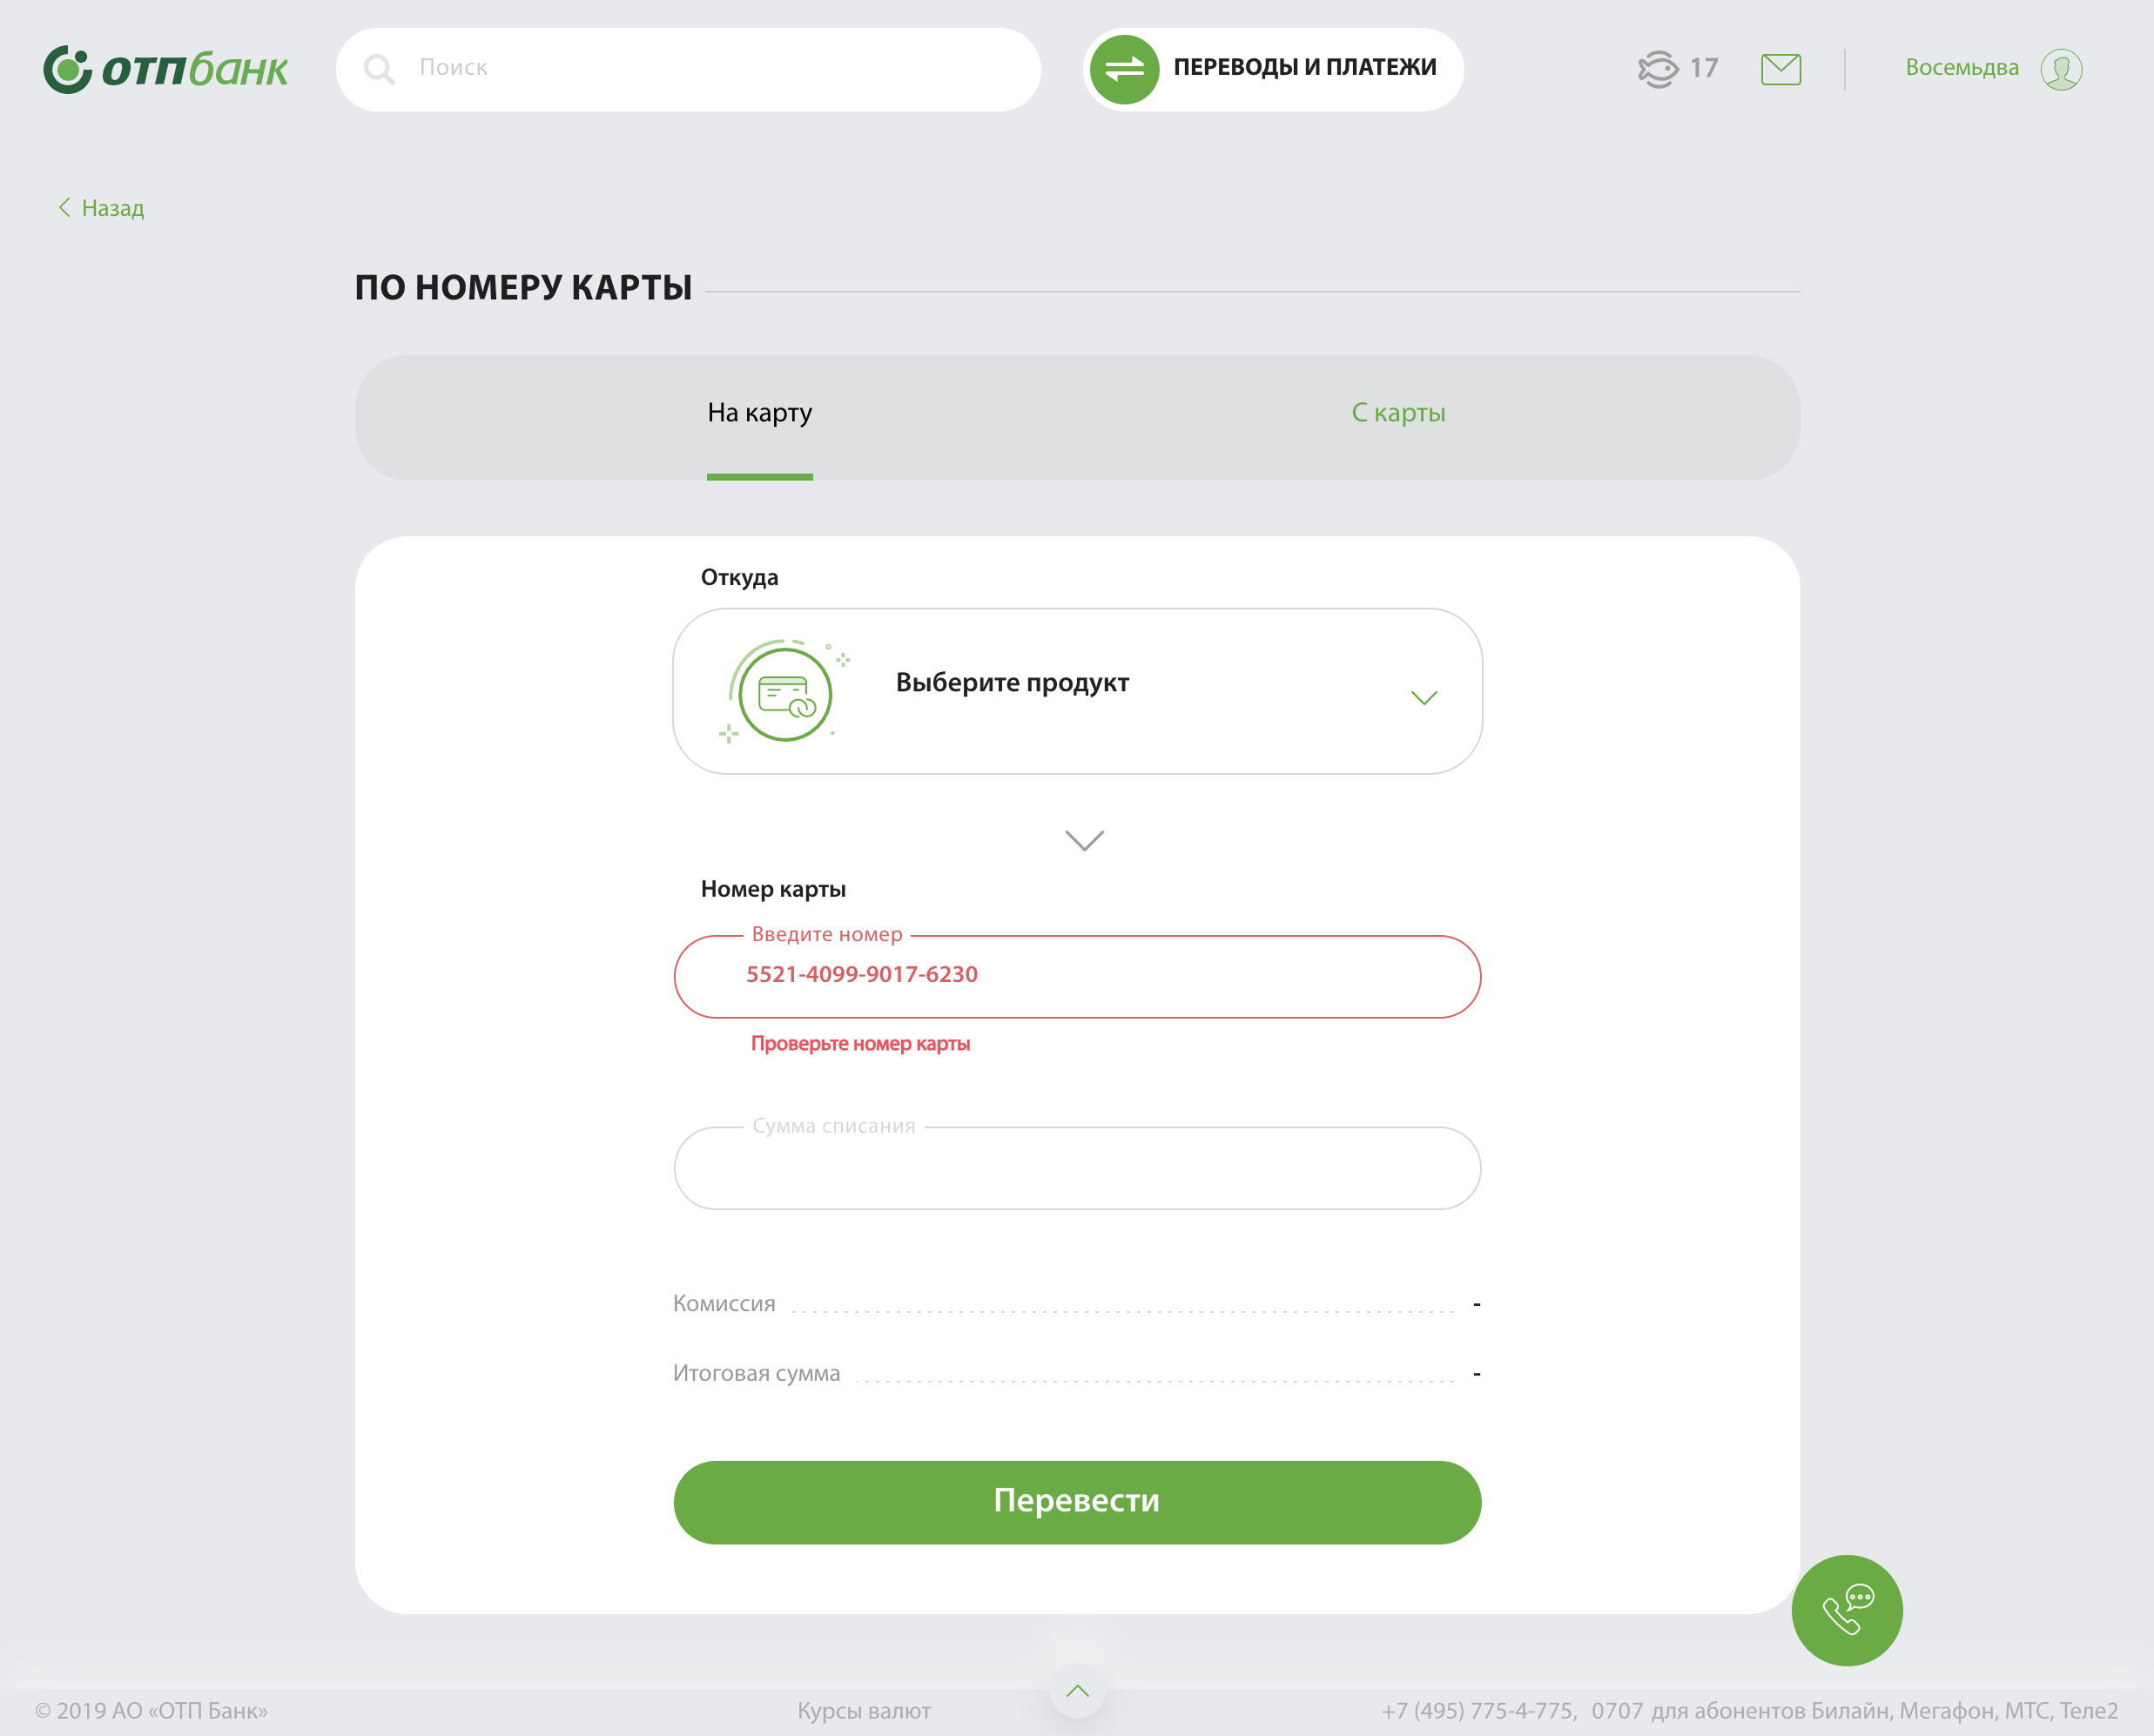 отпбанк
Поиск
ПЕРЕВОДЫ И ПЛАТЕЖИ
17
Восемьдва
Назад
ПО НОМЕРУ КАРТЫ
На карту
С карты
Откуда
Выберите продукт
Номер карты
Введите номер
5521-4099-9017-6230
Проверьте номер карты
Сумма списания
Комиссия -
Итоговая сумма -
Перевести
© 2019 АО «ОТП Банк»
Курсы валют
+7 (495) 775-4-775, 0707 для абонентов Билайн, Мегафон, МТС, Теле2